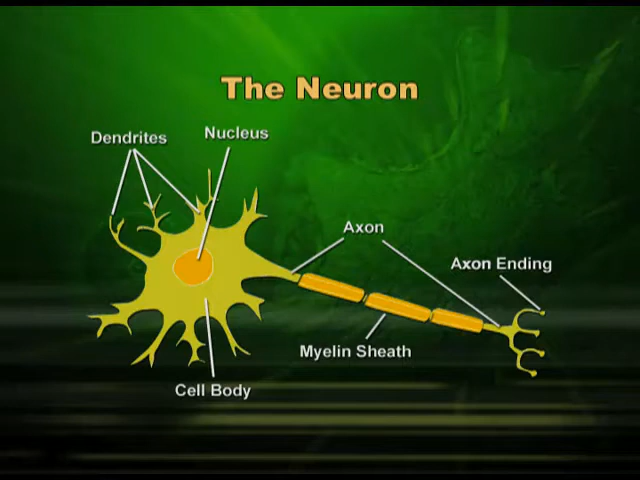 The Neuron
Dendrites
Nucleus
Axon
Axon Ending
Myelin Sheath
Cell Body